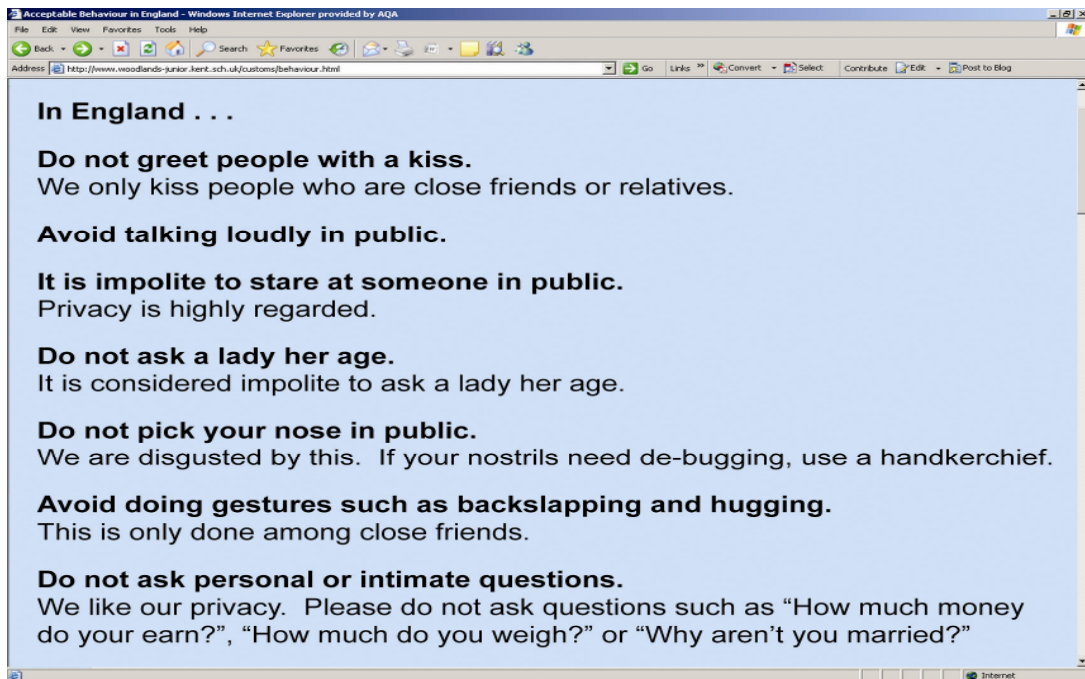 Acceptable Behaviour in England - Windows Internet Explorer provided by AQA
File Edit View Favorites Tools Help
Back Search Favorites
Address http://www.woodlands-junior.kent.sch.uk/customs/behaviour.html Go Links » Convert Select Contribute Edit Post to Blog
In England . . .
Do not greet people with a kiss.
We only kiss people who are close friends or relatives.
Avoid talking loudly in public.
It is impolite to stare at someone in public.
Privacy is highly regarded.
Do not ask a lady her age.
It is considered impolite to ask a lady her age.
Do not pick your nose in public.
We are disgusted by this.  If your nostrils need de-bugging, use a handkerchief.
Avoid doing gestures such as backslapping and hugging.
This is only done among close friends.
Do not ask personal or intimate questions.
We like our privacy.  Please do not ask questions such as “How much money
do your earn?”, “How much do you weigh?” or “Why aren’t you married?”
Internet